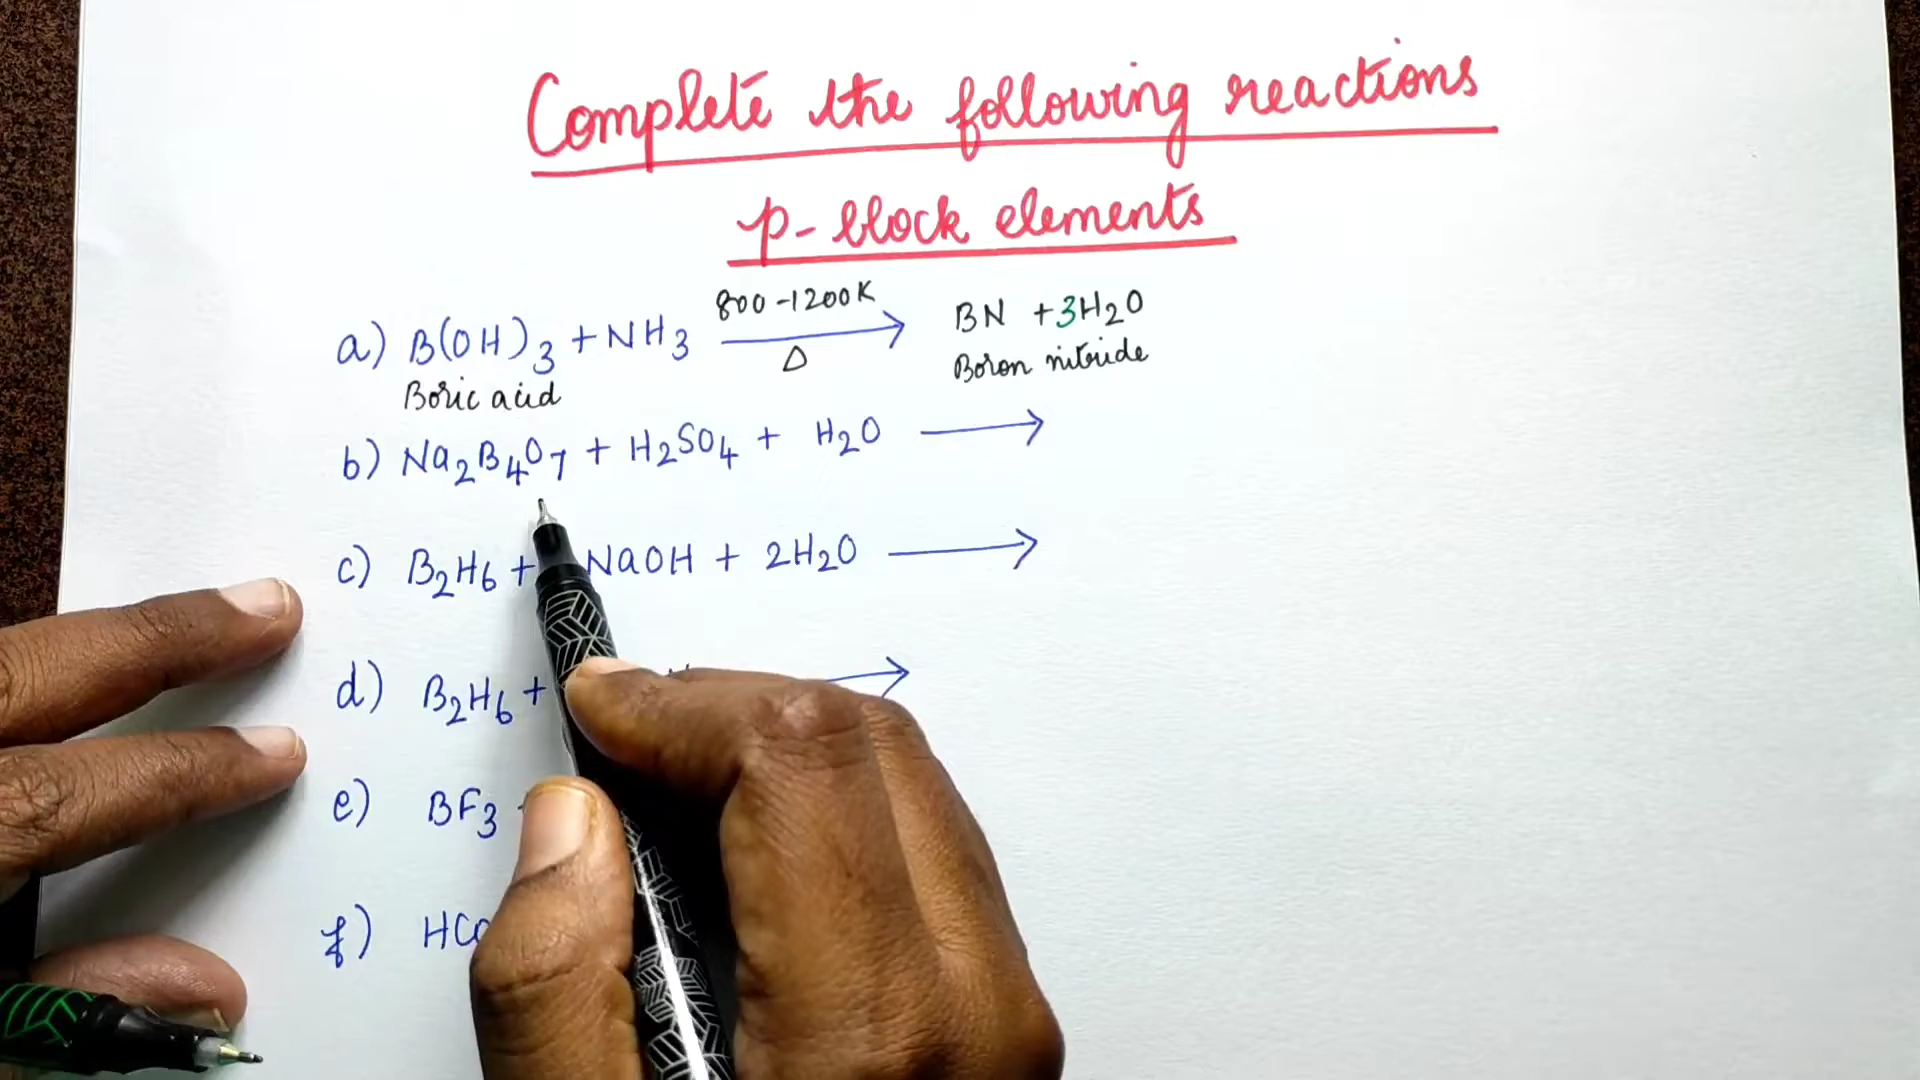 Complete the following reactions
p-block elements
a) B(OH)3 + NH3 800-1200K → Δ BN + 3H2O
Boric acid Boron nitride
b) Na2B4O7 + H2SO4 + H2O →
c) B2H6 + NaOH + 2H2O →
d) B2H6 + →
e) BF3
f) HCO